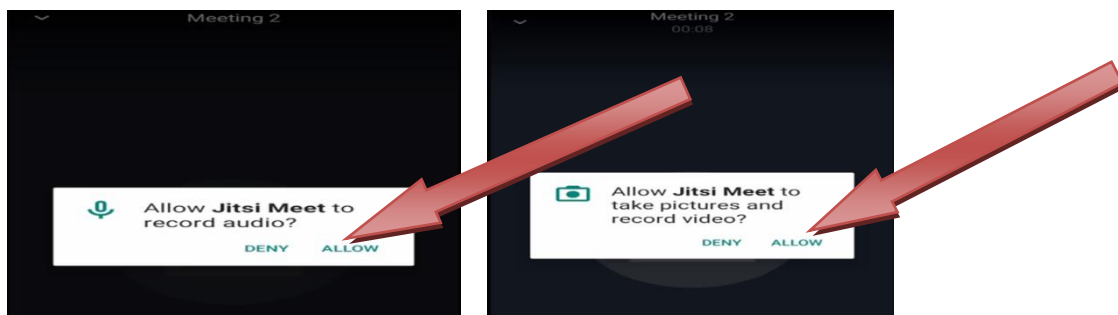 Meeting 2
Allow Jitsi Meet to
record audio?
DENY ALLOW
Meeting 2
00:08
Allow Jitsi Meet to
take pictures and
record video?
DENY ALLOW